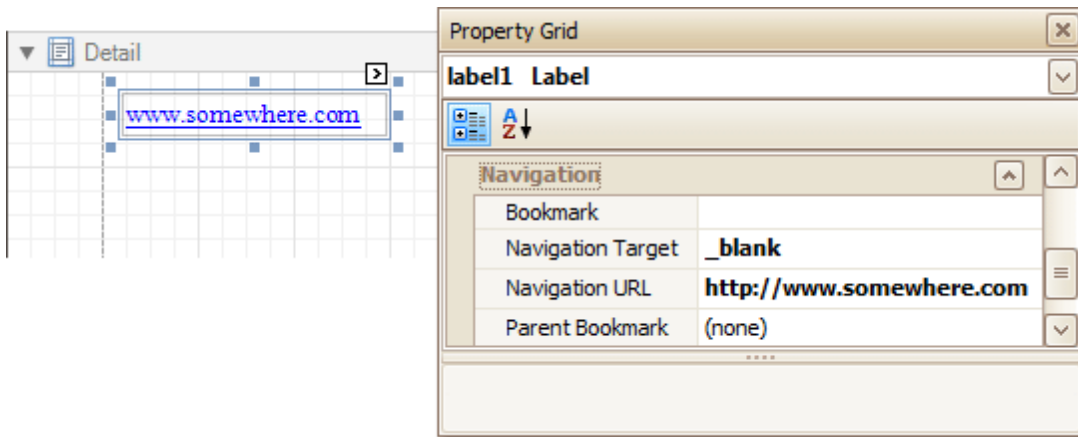 Detail
www.somewhere.com
Property Grid
label1 Label
A
Z
Navigation
Bookmark
Navigation Target _blank
Navigation URL http://www.somewhere.com
Parent Bookmark (none)